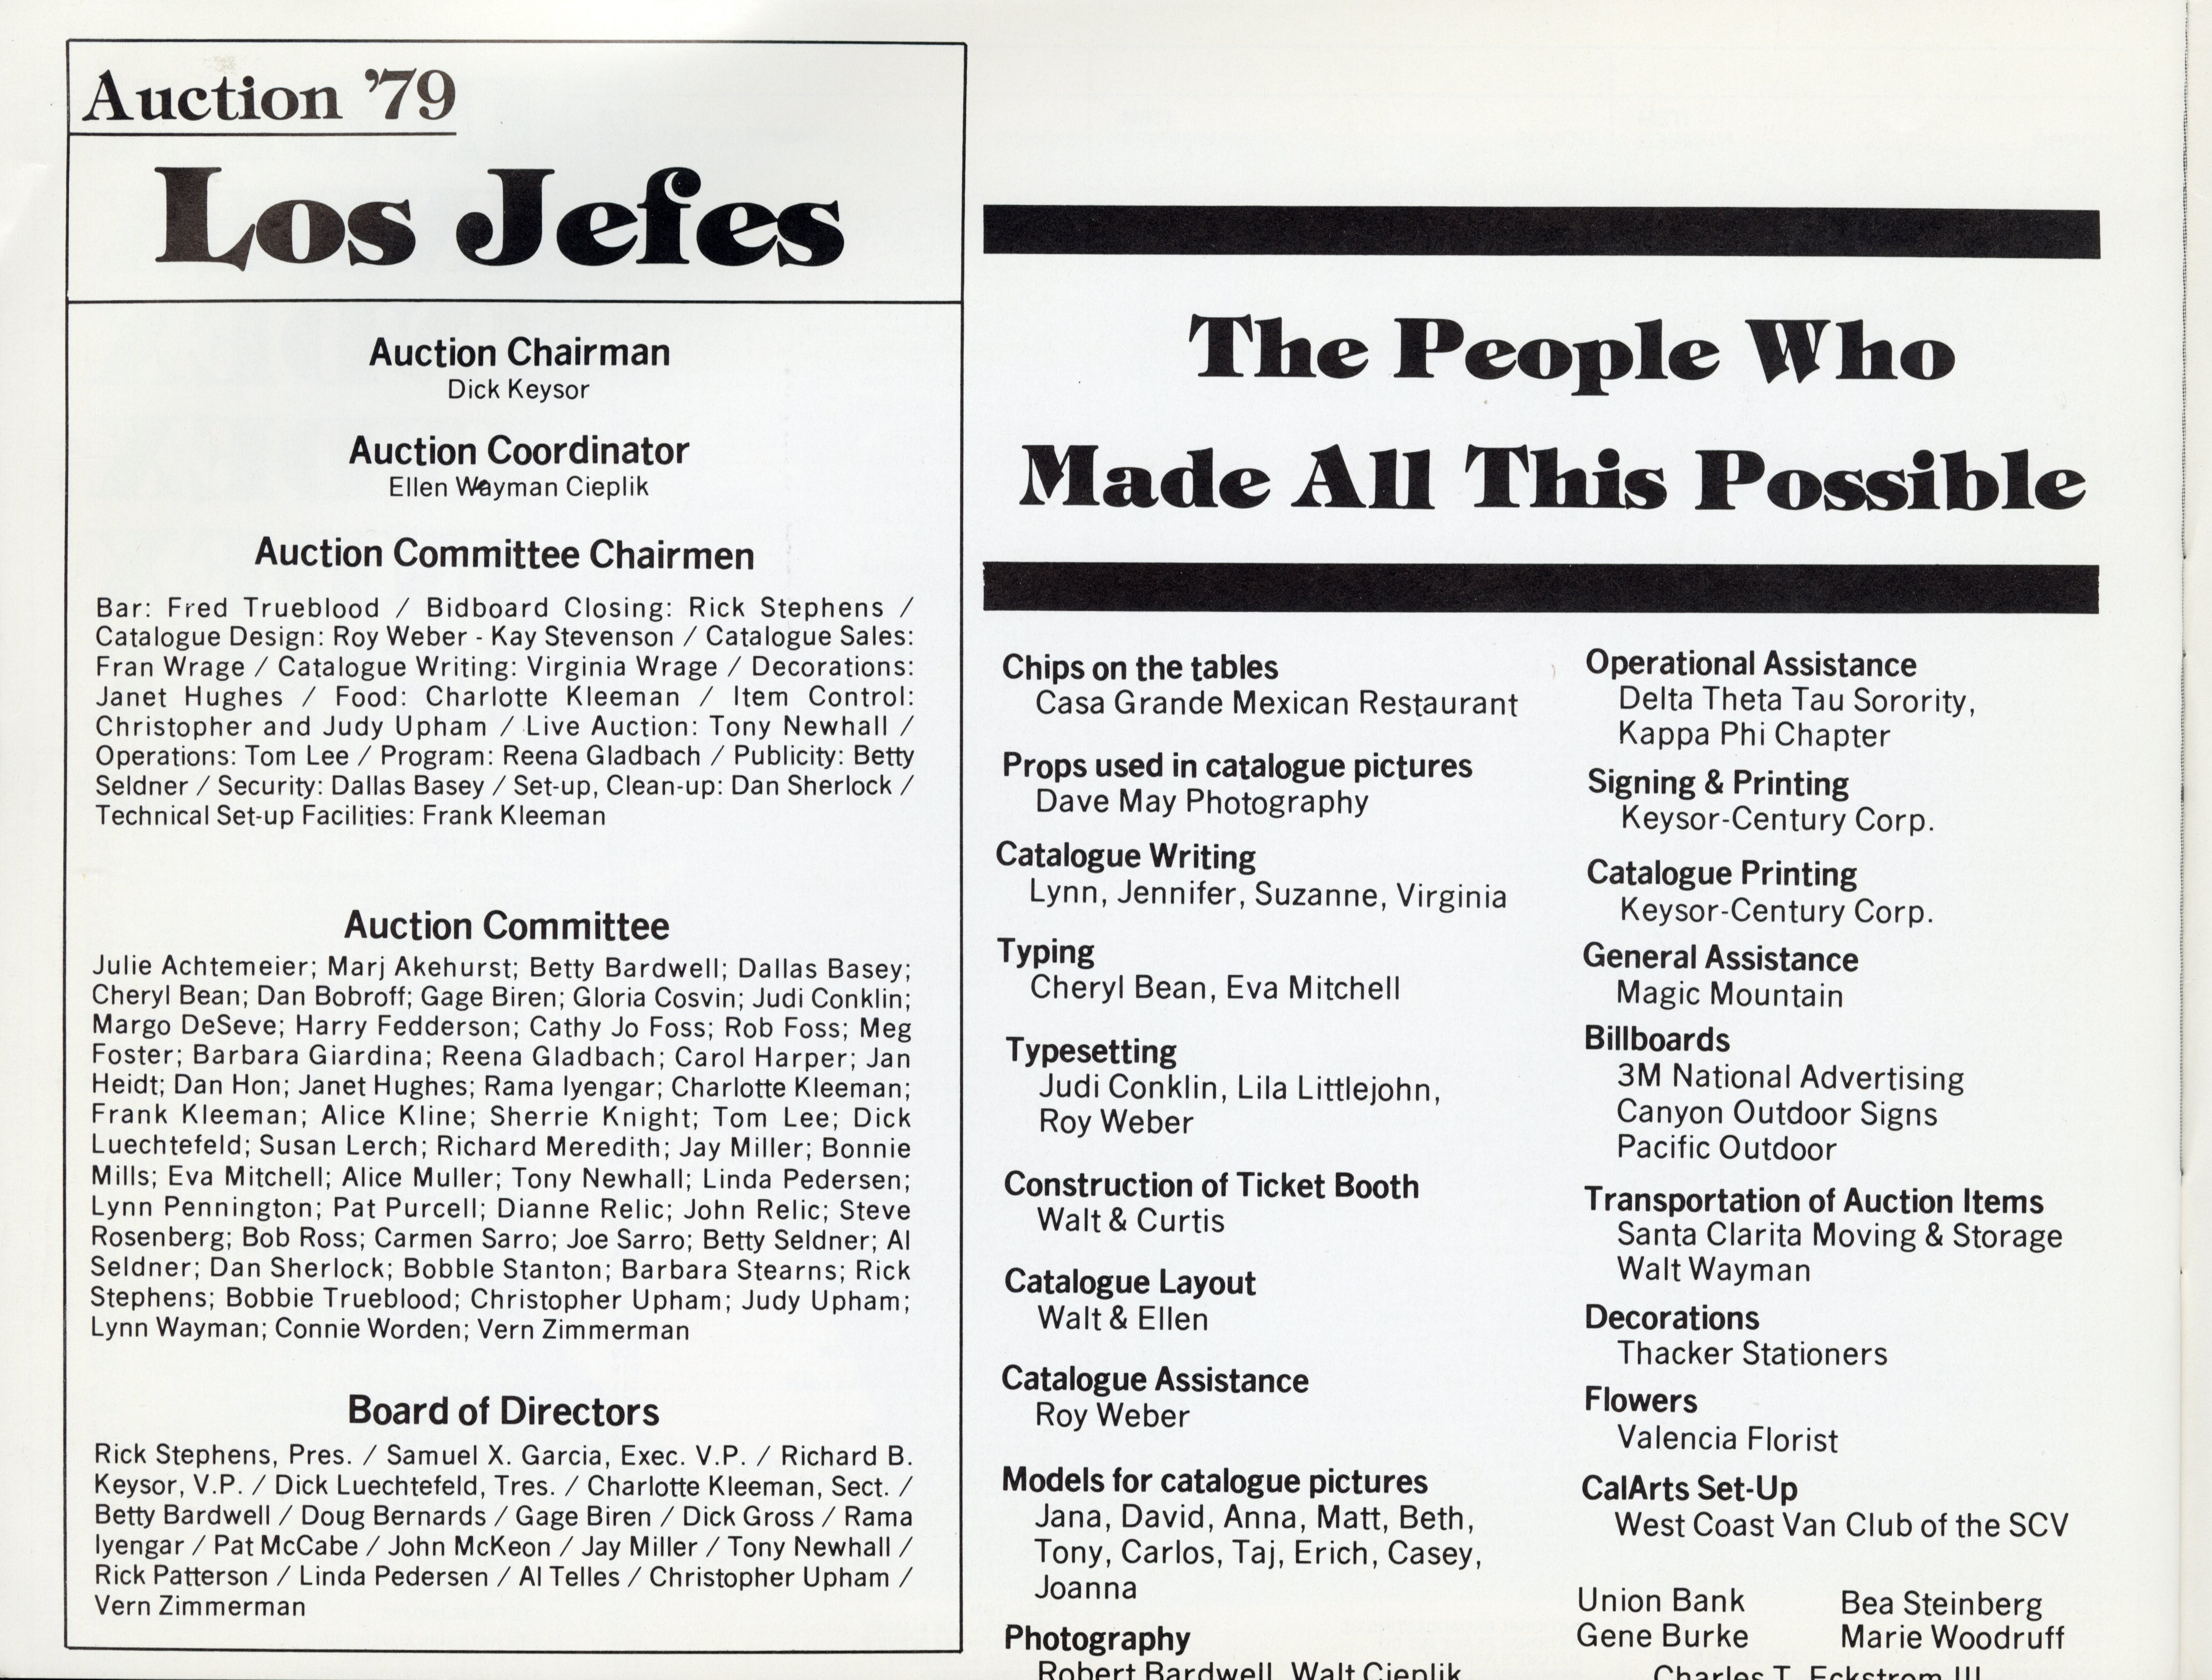 Auction ’79
Los Jefes
Auction Chairman
Dick Keysor
Auction Coordinator
Ellen Wayman Cieplik
Auction Committee Chairmen
Bar: Fred Trueblood / Bidboard Closing: Rick Stephens /
Catalogue Design: Roy Weber - Kay Stevenson / Catalogue Sales:
Fran Wrage / Catalogue Writing: Virginia Wrage / Decorations:
Janet Hughes / Food: Charlotte Kleeman / Item Control:
Christopher and Judy Upham / Live Auction: Tony Newhall /
Operations: Tom Lee / Program: Reena Gladbach / Publicity: Betty
Seldner / Security: Dallas Basey / Set-up, Clean-up: Dan Sherlock /
Technical Set-up Facilities: Frank Kleeman
Auction Committee
Julie Achtemeier; Marj Akehurst; Betty Bardwell; Dallas Basey;
Cheryl Bean; Dan Bobroff; Gage Biren; Gloria Cosvin; Judi Conklin;
Margo DeSeve; Harry Fedderson; Cathy Jo Foss; Rob Foss; Meg
Foster; Barbara Giardina; Reena Gladbach; Carol Harper; Jan
Heidt; Dan Hon; Janet Hughes; Rama Iyengar; Charlotte Kleeman;
Frank Kleeman; Alice Kline; Sherrie Knight; Tom Lee; Dick
Luechtefeld; Susan Lerch; Richard Meredith; Jay Miller; Bonnie
Mills; Eva Mitchell; Alice Muller; Tony Newhall; Linda Pedersen;
Lynn Pennington; Pat Purcell; Dianne Relic; John Relic; Steve
Rosenberg; Bob Ross; Carmen Sarro; Joe Sarro; Betty Seldner; Al
Seldner; Dan Sherlock; Bobble Stanton; Barbara Stearns; Rick
Stephens; Bobbie Trueblood; Christopher Upham; Judy Upham;
Lynn Wayman; Connie Worden; Vern Zimmerman
Board of Directors
Rick Stephens, Pres. / Samuel X. Garcia, Exec. V.P. / Richard B.
Keysor, V.P. / Dick Luechtefeld, Tres. / Charlotte Kleeman, Sect. /
Betty Bardwell / Doug Bernards / Gage Biren / Dick Gross / Rama
Iyengar / Pat McCabe / John McKeon / Jay Miller / Tony Newhall /
Rick Patterson / Linda Pedersen / Al Telles / Christopher Upham /
Vern Zimmerman
The People Who
Made All This Possible
Chips on the tables
Casa Grande Mexican Restaurant
Props used in catalogue pictures
Dave May Photography
Catalogue Writing
Lynn, Jennifer, Suzanne, Virginia
Typing
Cheryl Bean, Eva Mitchell
Typesetting
Judi Conklin, Lila Littlejohn,
Roy Weber
Construction of Ticket Booth
Walt & Curtis
Catalogue Layout
Walt & Ellen
Catalogue Assistance
Roy Weber
Models for catalogue pictures
Jana, David, Anna, Matt, Beth,
Tony, Carlos, Taj, Erich, Casey,
Joanna
Photography
Robert Bardwell, Walt Cieplik
Operational Assistance
Delta Theta Tau Sorority,
Kappa Phi Chapter
Signing & Printing
Keysor-Century Corp.
Catalogue Printing
Keysor-Century Corp.
General Assistance
Magic Mountain
Billboards
3M National Advertising
Canyon Outdoor Signs
Pacific Outdoor
Transportation of Auction Items
Santa Clarita Moving & Storage
Walt Wayman
Decorations
Thacker Stationers
Flowers
Valencia Florist
CalArts Set-Up
West Coast Van Club of the SCV
Union Bank Bea Steinberg
Gene Burke Marie Woodruff
Charles T. Eckstrom III